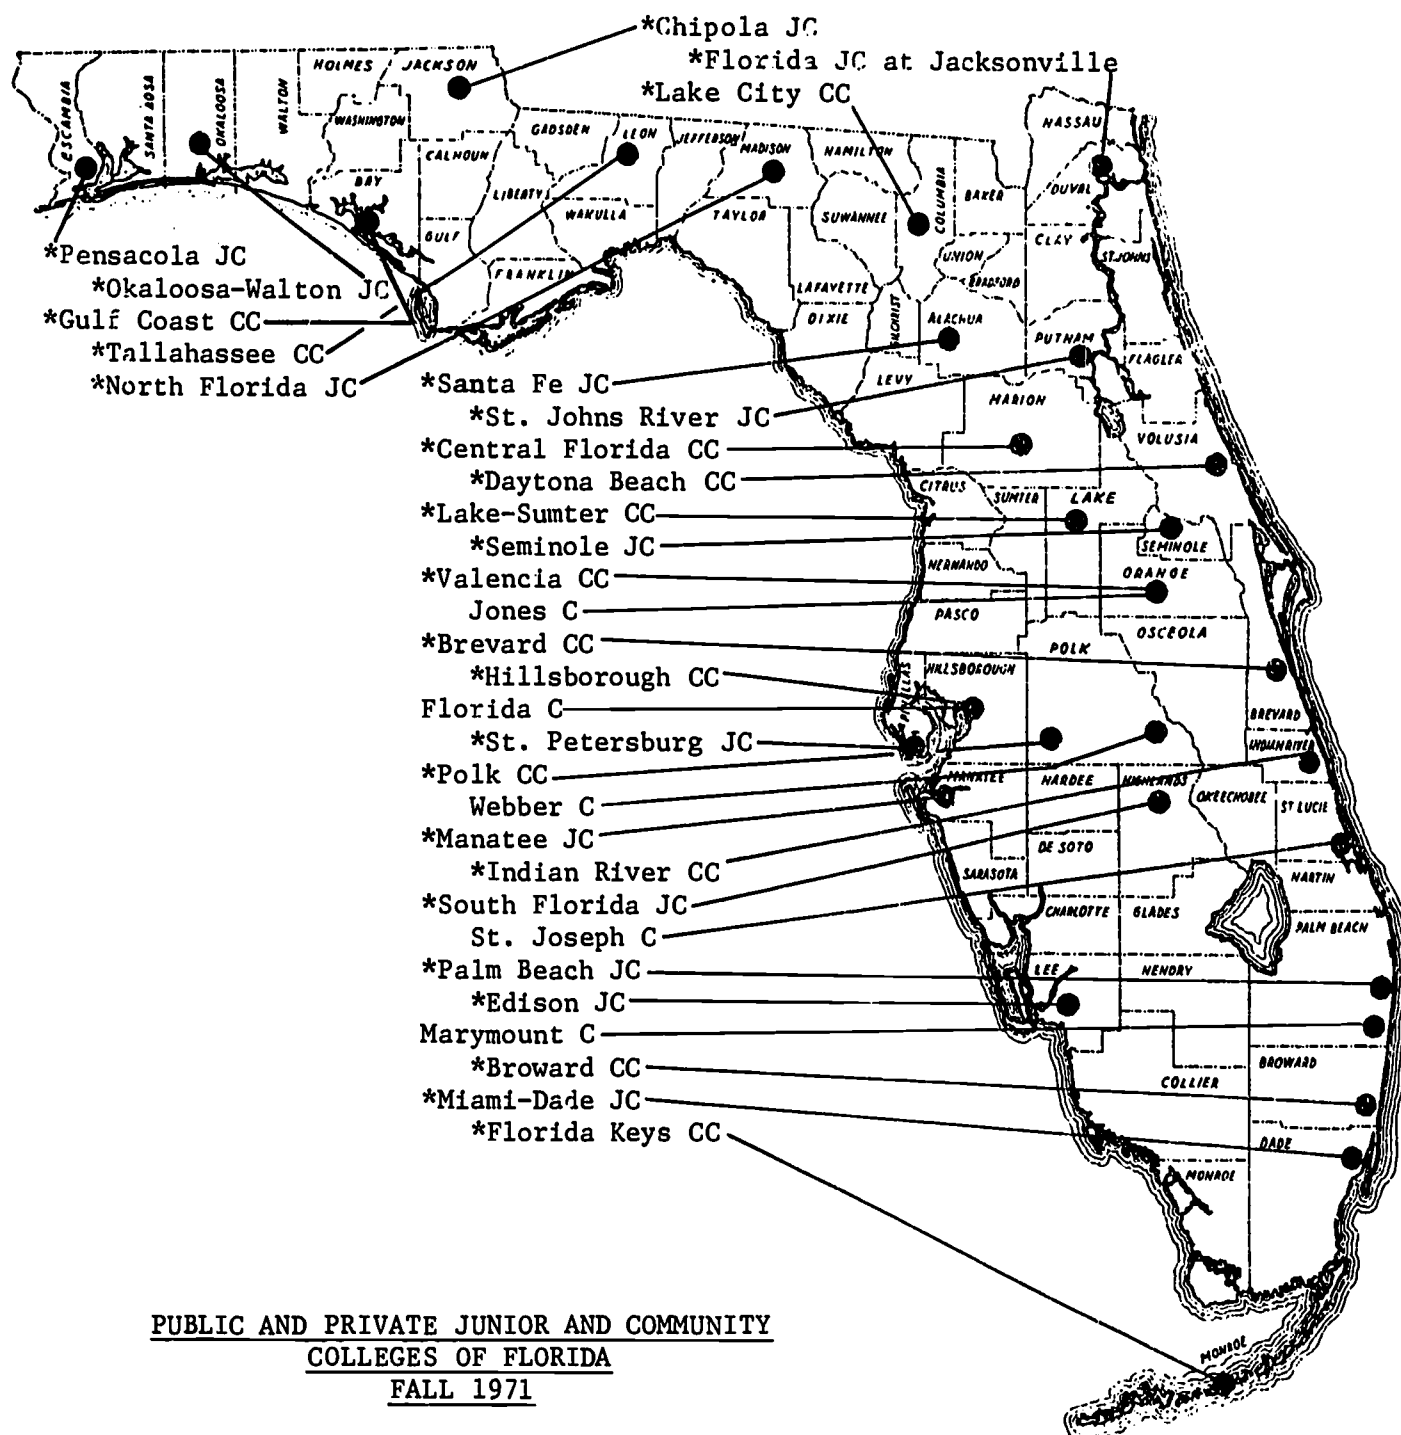 *Chipola JC
*Florida JC at Jacksonville
*Lake City CC
HOLMES
JACKSON
ESCAMBIA
SANTA ROSA
OKALOOSA
WALTON
WASHINGTON
CALHOUN
BAY
GULF
GADSDEN
LEON
LIBERTY
WAKULLA
FRANKLIN
JEFFERSON
MADISON
TAYLOR
HAMILTON
SUWANNEE
LAFAYETTE
DIXIE
COLUMBIA
BAKER
NASSAU
DUVAL
CLAY
ST. JOHNS
UNION
BRADFORD
GILCHRIST
ALACHUA
PUTNAM
FLAGLER
LEVY
MARION
VOLUSIA
*Pensacola JC
*Okaloosa-Walton JC
*Gulf Coast CC
*Tallahassee CC
*North Florida JC
*Santa Fe JC
*St. Johns River JC
*Central Florida CC
*Daytona Beach CC
*Lake-Sumter CC
*Seminole JC
*Valencia CC
Jones C
*Brevard CC
*Hillsborough CC
Florida C
*St. Petersburg JC
*Polk CC
Webber C
*Manatee JC
*Indian River CC
*South Florida JC
St. Joseph C
*Palm Beach JC
*Edison JC
Marymount C
*Broward CC
*Miami-Dade JC
*Florida Keys CC
CITRUS
SUMTER
LAKE
SEMINOLE
HERNANDO
ORANGE
PASCO
OSCEOLA
POLK
HILLSBOROUGH
PINELLAS
BREVARD
INDIAN RIVER
MANATEE
HARDEE
HIGHLANDS
OKEECHOBEE
ST LUCIE
DE SOTO
SARASOTA
MARTIN
CHARLOTTE
GLADES
PALM BEACH
LEE
HENDRY
BROWARD
COLLIER
DADE
MONROE
MONROE
PUBLIC AND PRIVATE JUNIOR AND COMMUNITY
COLLEGES OF FLORIDA
FALL 1971